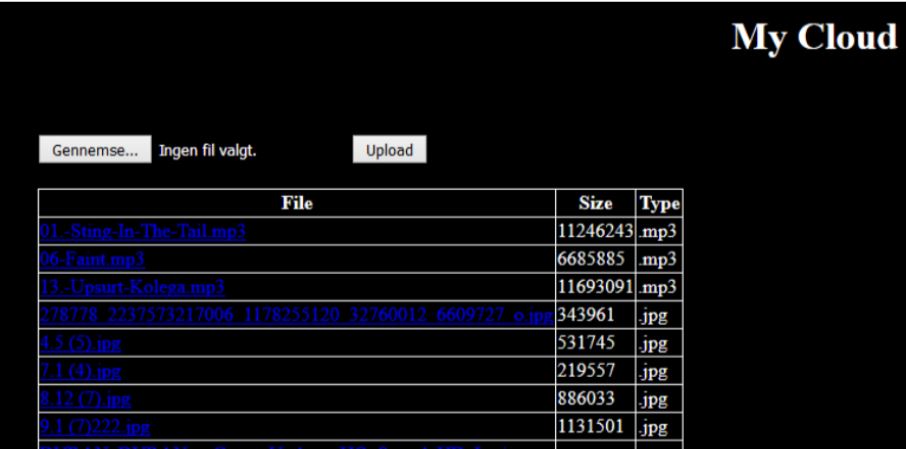 My Cloud
Gennemse... Ingen fil valgt. Upload
File Size Type
01.-Sting-In-The-Tail.mp3 11246243 .mp3
06-Faint.mp3 6685885 .mp3
13.-Upsurt-Kolega.mp3 11693091 .mp3
278778_2237573217006_1178255120_32760012_6609727_o.jpg 343961 .jpg
4.5 (5).jpg 531745 .jpg
7.1 (4).jpg 219557 .jpg
8,12 (7).jpg 886033 .jpg
9.1 (7)222.jpg 1131501 .jpg